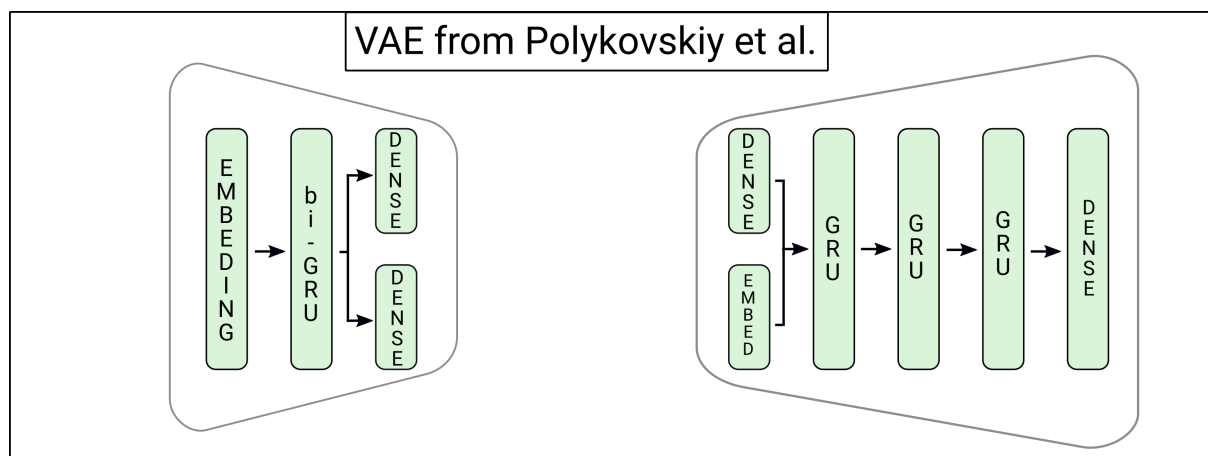 VAE from Polykovskiy et al.
EMBEDING
bi-GRU
DENSE
DENSE
DENSE
EMBED
GRU
GRU
GRU
DENSE